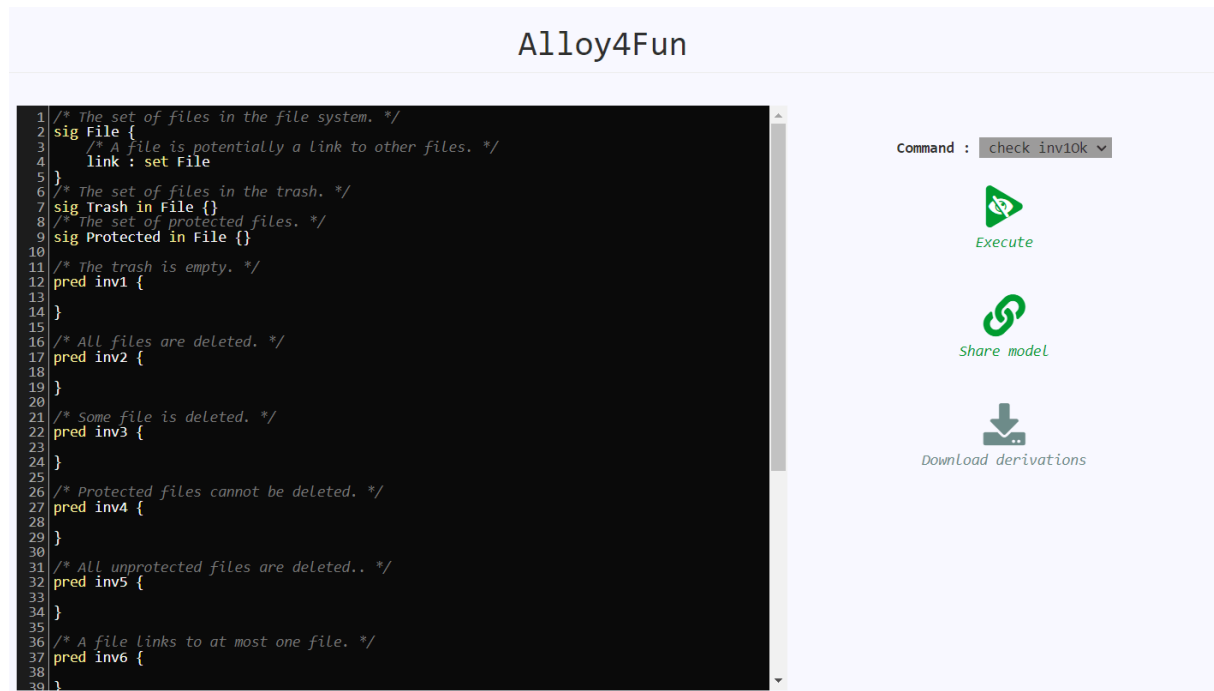 Alloy4Fun
1 /* The set of files in the file system. */
2 sig File {
3 /* A file is potentially a link to other files. */
4 link : set File
5 }
6 /* The set of files in the trash. */
7 sig Trash in File {}
8 /* The set of protected files. */
9 sig Protected in File {}
10
11 /* The trash is empty. */
12 pred inv1 {
13
14 }
15
16 /* All files are deleted. */
17 pred inv2 {
18
19 }
20
21 /* Some file is deleted. */
22 pred inv3 {
23
24 }
25
26 /* Protected files cannot be deleted. */
27 pred inv4 {
28
29 }
30
31 /* All unprotected files are deleted.. */
32 pred inv5 {
33
34 }
35
36 /* A file links to at most one file. */
37 pred inv6 {
38
39 }
Command : check inv1Ok
Execute
Share model
Download derivations